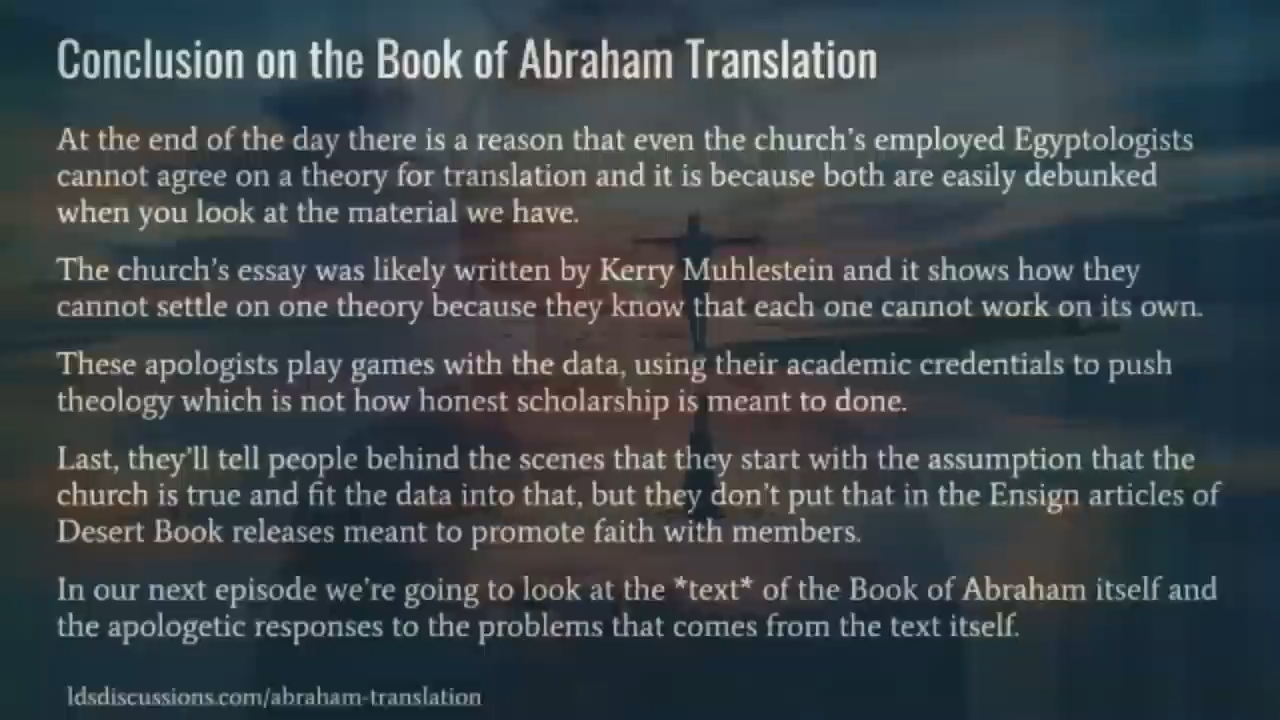 Conclusion on the Book of Abraham Translation
At the end of the day there is a reason that even the church's employed Egyptologists
cannot agree on a theory for translation and it is because both are easily debunked
when you look at the material we have.
The church's essay was likely written by Kerry Muhlestein and it shows how they
cannot settle on one theory because they know that each one cannot work on its own.
These apologists play games with the data, using their academic credentials to push
theology which is not how honest scholarship is meant to done.
Last, they'll tell people behind the scenes that they start with the assumption that the
church is true and fit the data into that, but they don't put that in the Ensign articles of
Desert Book releases meant to promote faith with members.
In our next episode we're going to look at the *text* of the Book of Abraham itself and
the apologetic responses to the problems that comes from the text itself.
ldsdiscussions.com/abraham-translation